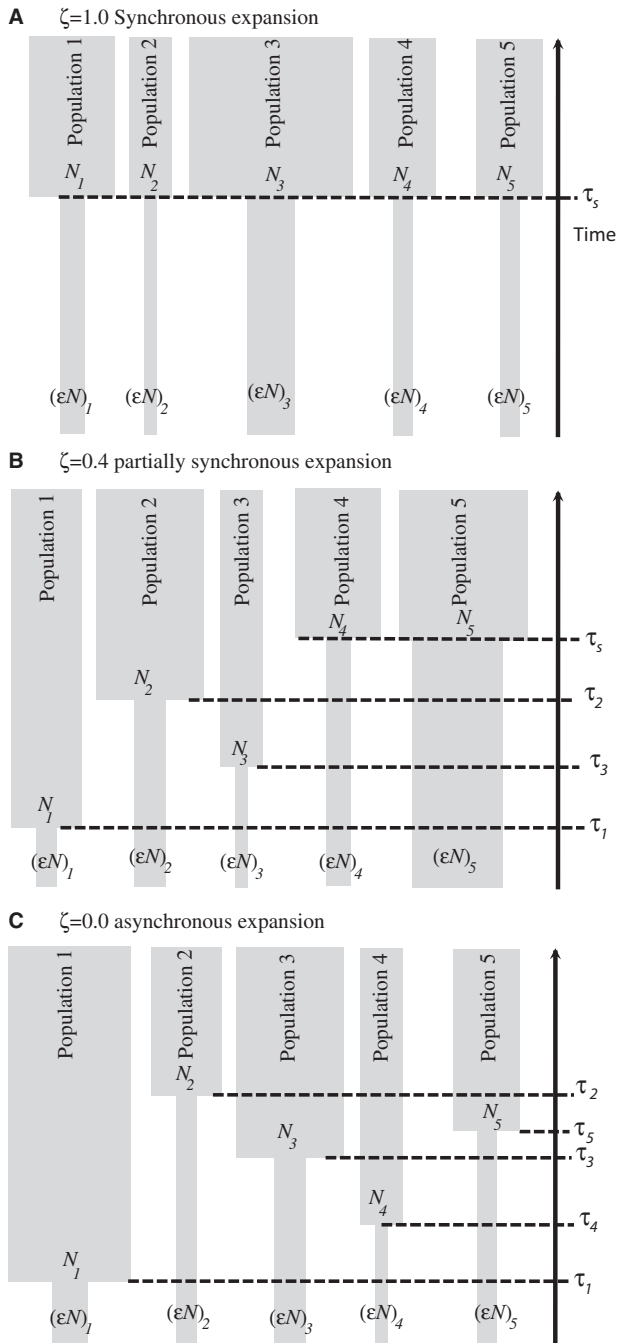 A ζ=1.0 Synchronous expansion
Population 1
Population 2
Population 3
Population 4
Population 5
N1 N2 N3 N4 N5
τs
Time
(εN)1 (εN)2 (εN)3 (εN)4 (εN)5
B ζ=0.4 partially synchronous expansion
Population 1
Population 2
Population 3
Population 4
Population 5
N4 N5
τs
N2
τ2
N3
τ3
N1
τ1
(εN)1 (εN)2 (εN)3 (εN)4 (εN)5
C ζ=0.0 asynchronous expansion
Population 1
Population 2
Population 3
Population 4
Population 5
N2
τ2
N5
τ5
N3
τ3
N4
τ4
N1
τ1
(εN)1 (εN)2 (εN)3 (εN)4 (εN)5